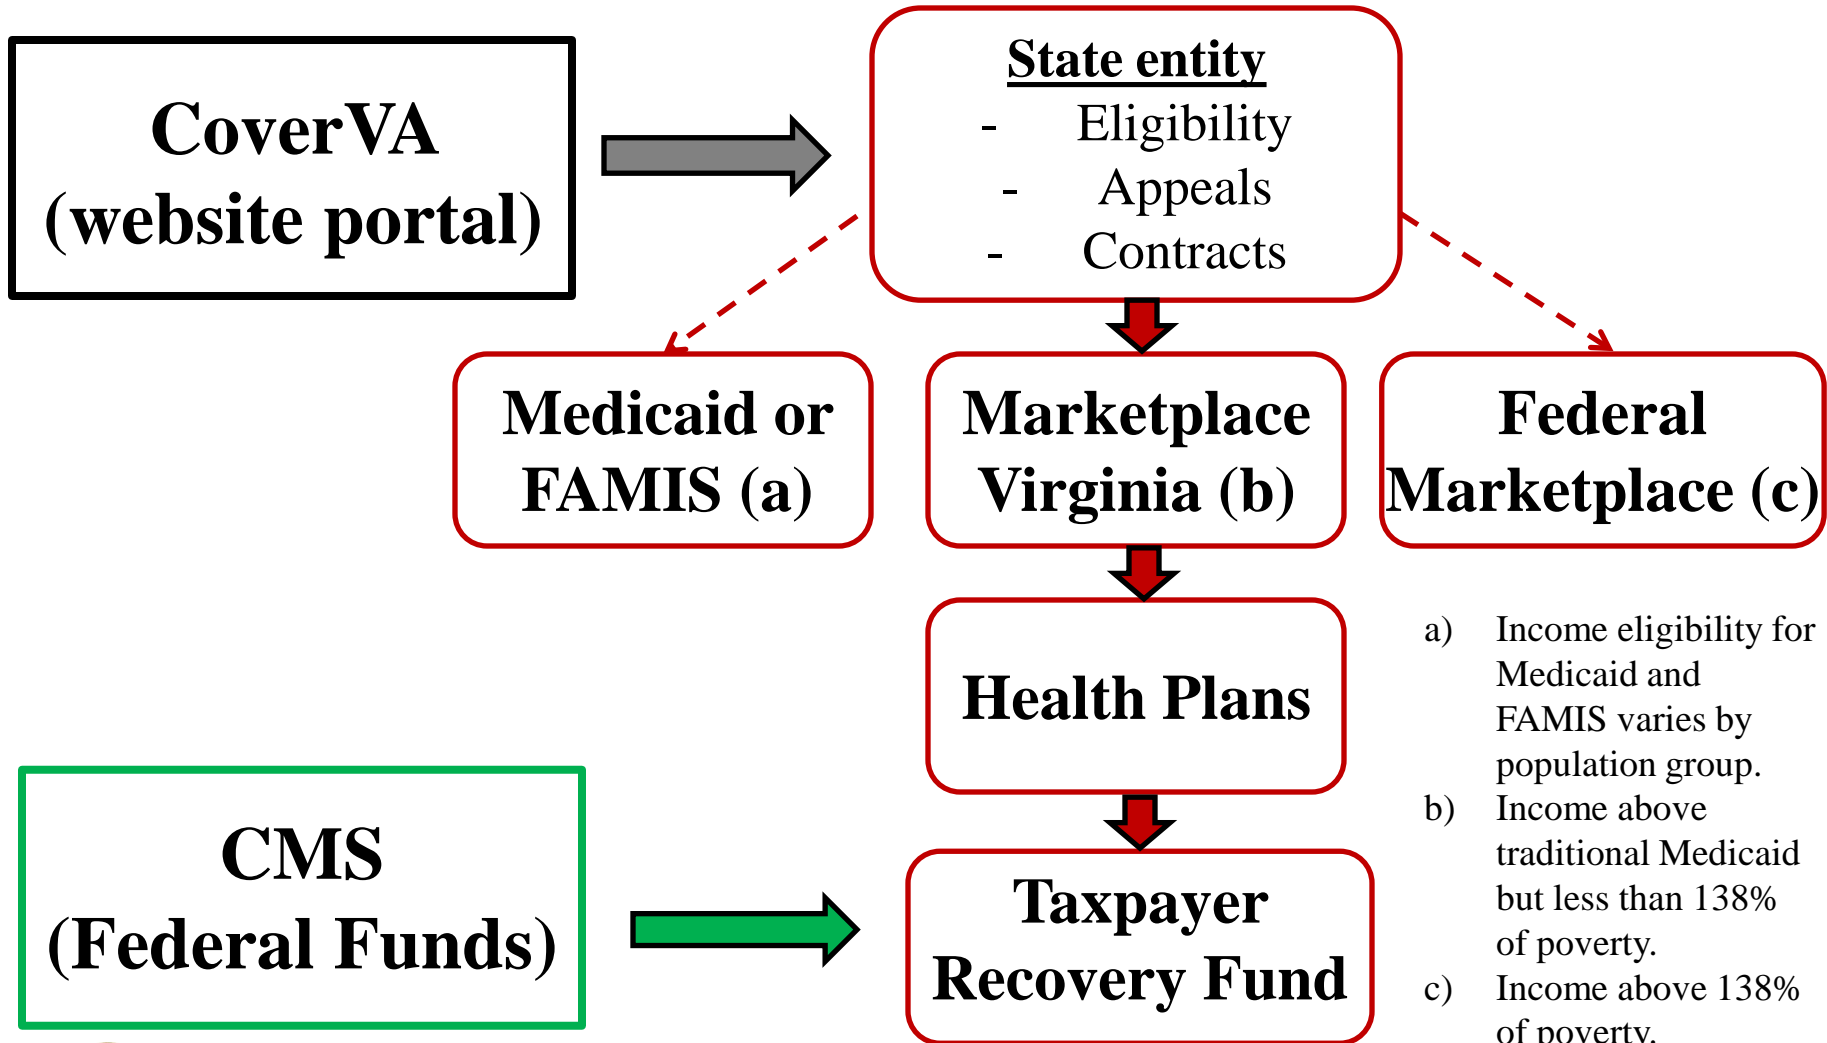 CoverVA
(website portal)
State entity
- Eligibility
- Appeals
- Contracts
Medicaid or
FAMIS (a)
Marketplace
Virginia (b)
Federal
Marketplace (c)
Health Plans
CMS
(Federal Funds)
Taxpayer
Recovery Fund
a) Income eligibility for
Medicaid and
FAMIS varies by
population group.
b) Income above
traditional Medicaid
but less than 138%
of poverty.
c) Income above 138%
of poverty.